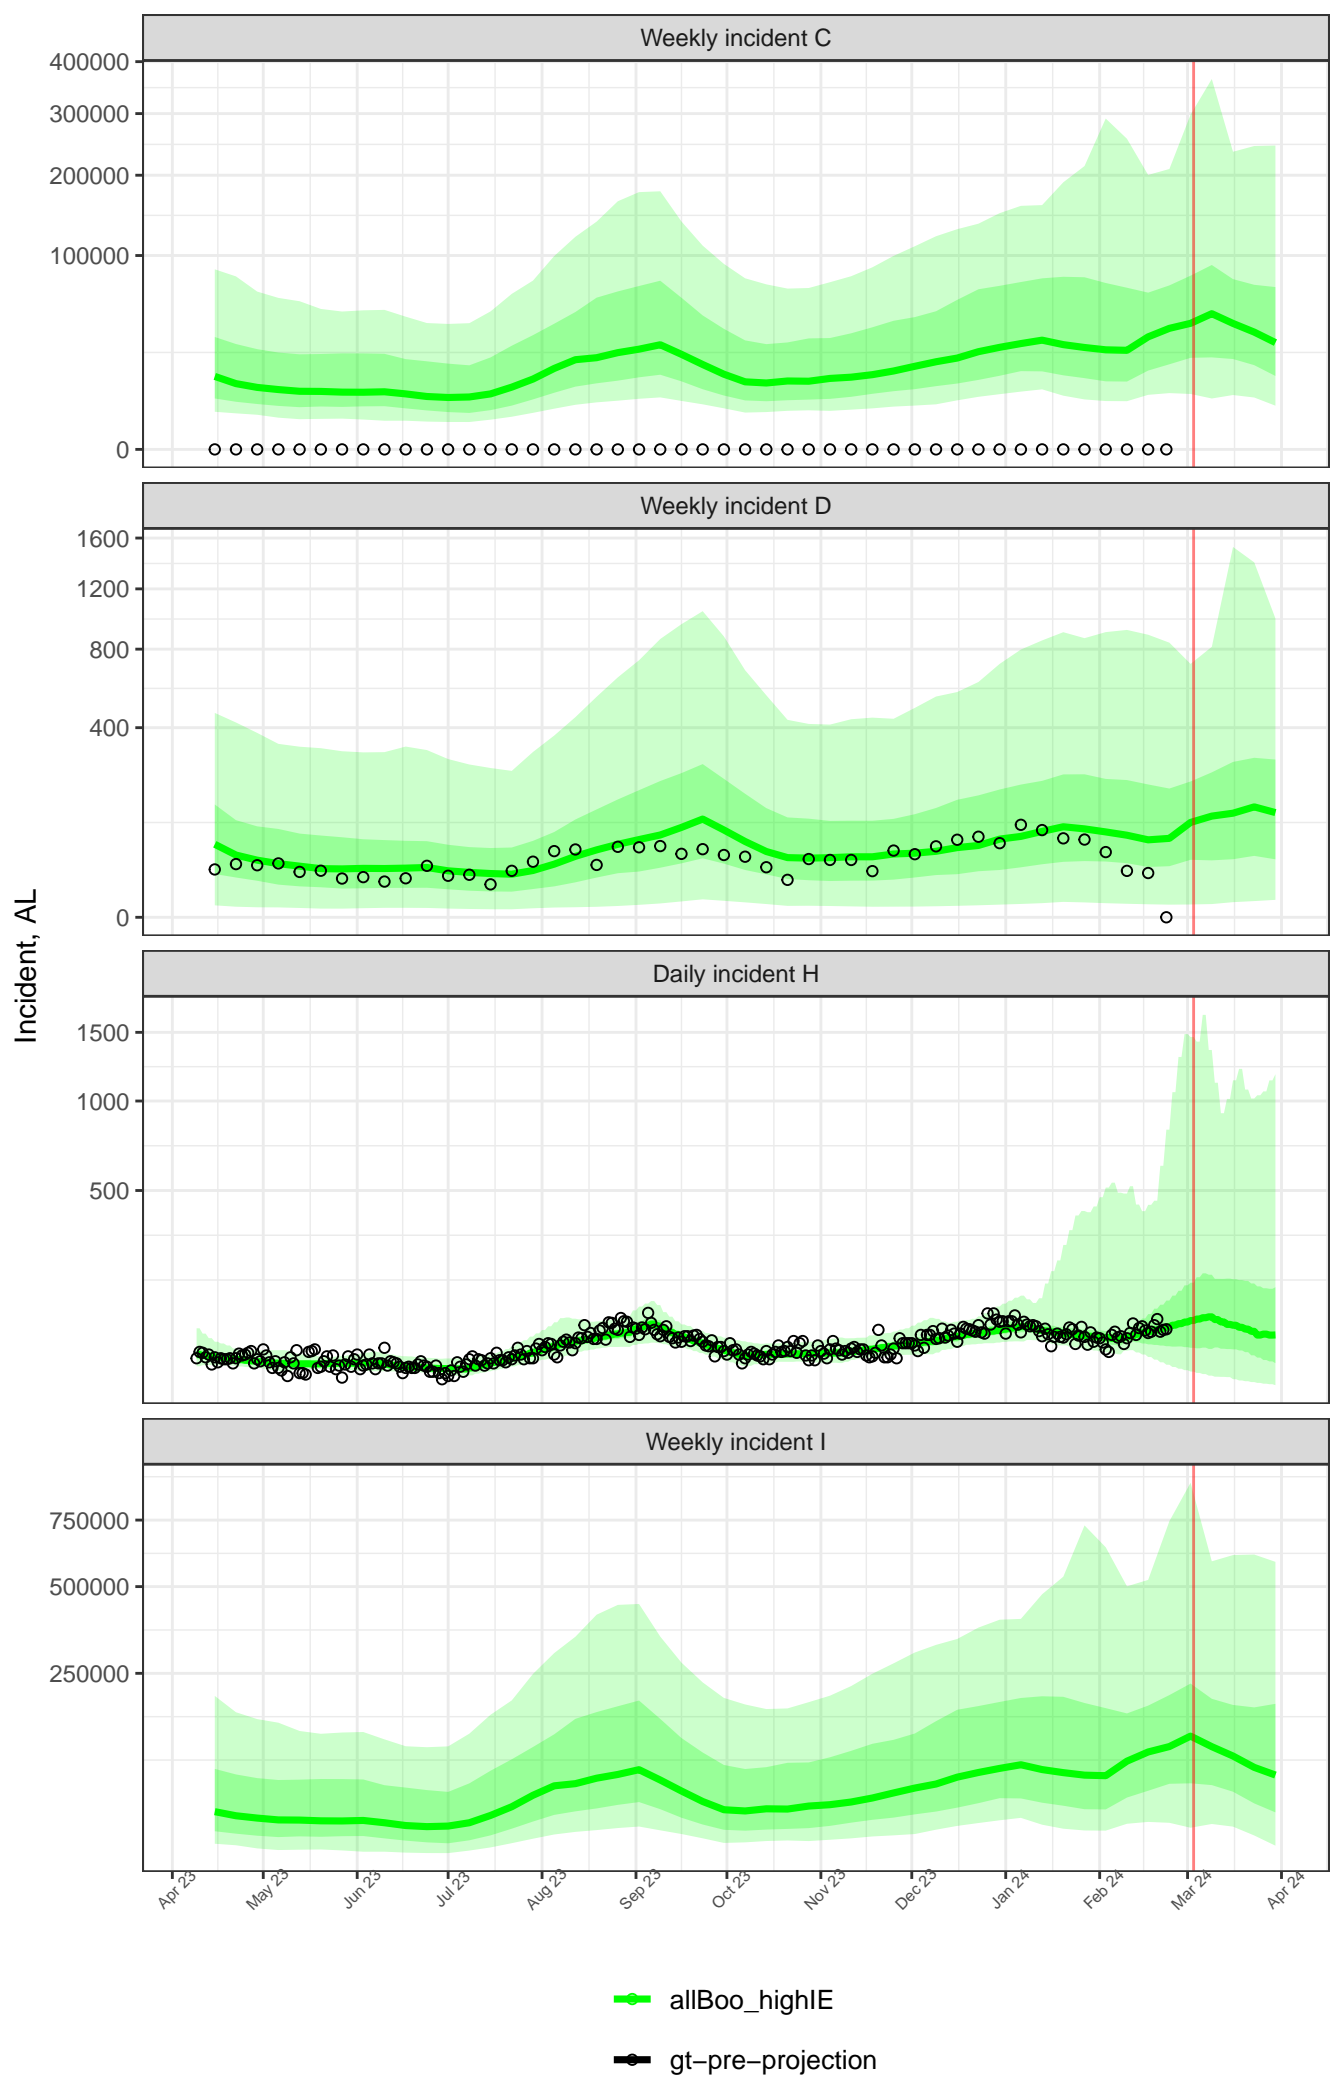 Weekly incident C
400000
300000
200000
100000
0
Weekly incident D
1600
1200
800
400
0
Incident, AL
Daily incident H
1500
1000
500
Weekly incident I
750000
500000
250000
Apr 23 May 23 Jun 23 Jul 23 Aug 23 Sep 23 Oct 23 Nov 23 Dec 23 Jan 24 Feb 24 Mar 24 Apr 24
allBoo_highIE
gt−pre−projection